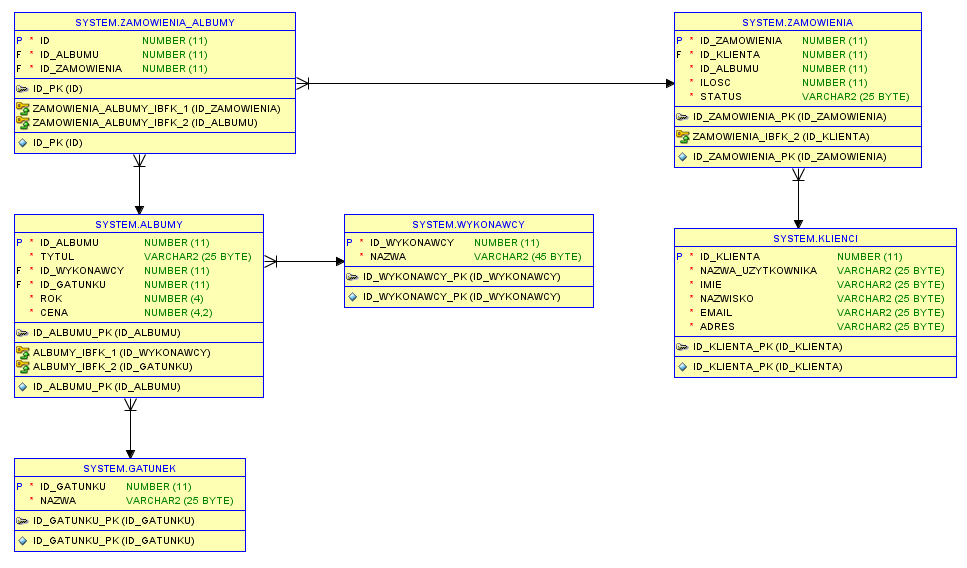 SYSTEM.ZAMOWIENIA_ALBUMY
P * ID NUMBER (11)
F * ID_ALBUMU NUMBER (11)
F * ID_ZAMOWIENIA NUMBER (11)
ID_PK (ID)
ZAMOWIENIA_ALBUMY_IBFK_1 (ID_ZAMOWIENIA)
ZAMOWIENIA_ALBUMY_IBFK_2 (ID_ALBUMU)
ID_PK (ID)
SYSTEM.ZAMOWIENIA
P * ID_ZAMOWIENIA NUMBER (11)
F * ID_KLIENTA NUMBER (11)
* ID_ALBUMU NUMBER (11)
* ILOSC NUMBER (11)
* STATUS VARCHAR2 (25 BYTE)
ID_ZAMOWIENIA_PK (ID_ZAMOWIENIA)
ZAMOWIENIA_IBFK_2 (ID_KLIENTA)
ID_ZAMOWIENIA_PK (ID_ZAMOWIENIA)
SYSTEM.ALBUMY
P * ID_ALBUMU NUMBER (11)
* TYTUL VARCHAR2 (25 BYTE)
F * ID_WYKONAWCY NUMBER (11)
F * ID_GATUNKU NUMBER (11)
* ROK NUMBER (4)
* CENA NUMBER (4,2)
ID_ALBUMU_PK (ID_ALBUMU)
ALBUMY_IBFK_1 (ID_WYKONAWCY)
ALBUMY_IBFK_2 (ID_GATUNKU)
ID_ALBUMU_PK (ID_ALBUMU)
SYSTEM.WYKONAWCY
P * ID_WYKONAWCY NUMBER (11)
* NAZWA VARCHAR2 (45 BYTE)
ID_WYKONAWCY_PK (ID_WYKONAWCY)
ID_WYKONAWCY_PK (ID_WYKONAWCY)
SYSTEM.KLIENCI
P * ID_KLIENTA NUMBER (11)
* NAZWA_UZYTKOWNIKA VARCHAR2 (25 BYTE)
* IMIE VARCHAR2 (25 BYTE)
* NAZWISKO VARCHAR2 (25 BYTE)
* EMAIL VARCHAR2 (25 BYTE)
* ADRES VARCHAR2 (25 BYTE)
ID_KLIENTA_PK (ID_KLIENTA)
ID_KLIENTA_PK (ID_KLIENTA)
SYSTEM.GATUNEK
P * ID_GATUNKU NUMBER (11)
* NAZWA VARCHAR2 (25 BYTE)
ID_GATUNKU_PK (ID_GATUNKU)
ID_GATUNKU_PK (ID_GATUNKU)